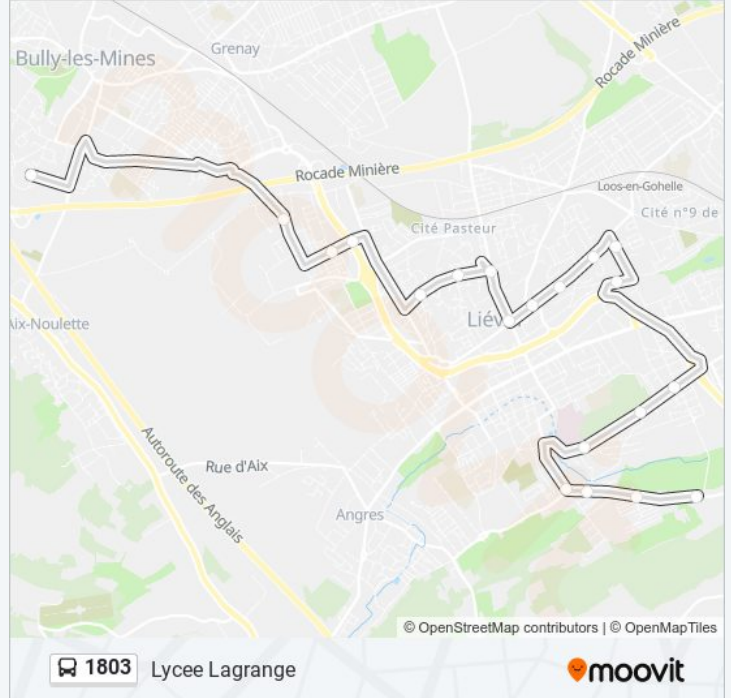 Bully-les-Mines
Grenay
Rocade Minière
Rocade Minière
Loos-en-Gohelle
Cité n°9 de
Cité Pasteur
Aix-Noulette
Autoroute des Anglais
Rue d'Aix
Angres
© OpenStreetMap contributors | © OpenMapTiles
1803 Lycee Lagrange
moovit